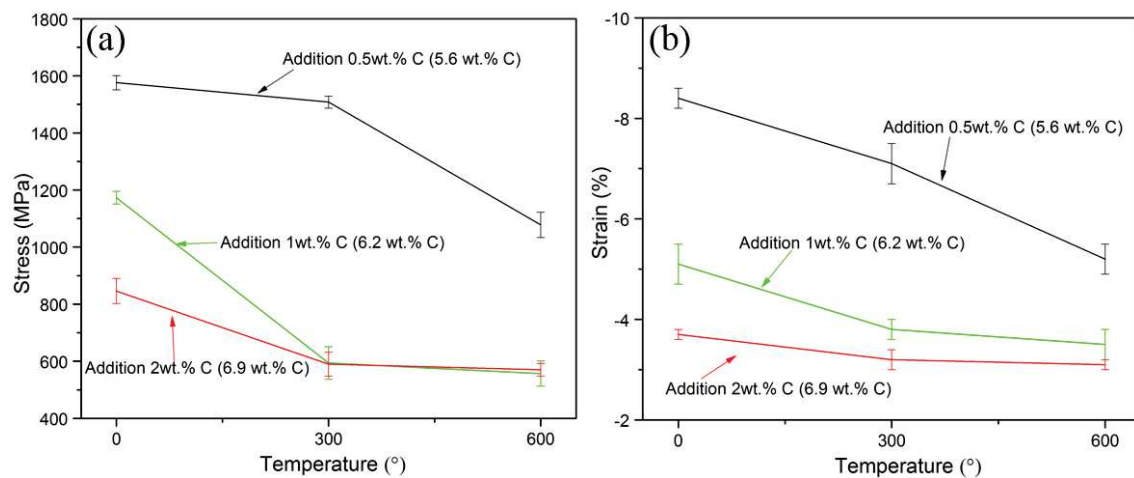 (a)
1800
1600
1400
1200
1000
800
600
400
Stress (MPa)
Addition 0.5wt.% C (5.6 wt.% C)
Addition 1wt.% C (6.2 wt.% C)
Addition 2wt.% C (6.9 wt.% C)
0 300 600
Temperature (°)
(b)
-10
-8
-6
-4
-2
Strain (%)
Addition 0.5wt.% C (5.6 wt.% C)
Addition 1wt.% C (6.2 wt.% C)
Addition 2wt.% C (6.9 wt.% C)
0 300 600
Temperature (°)